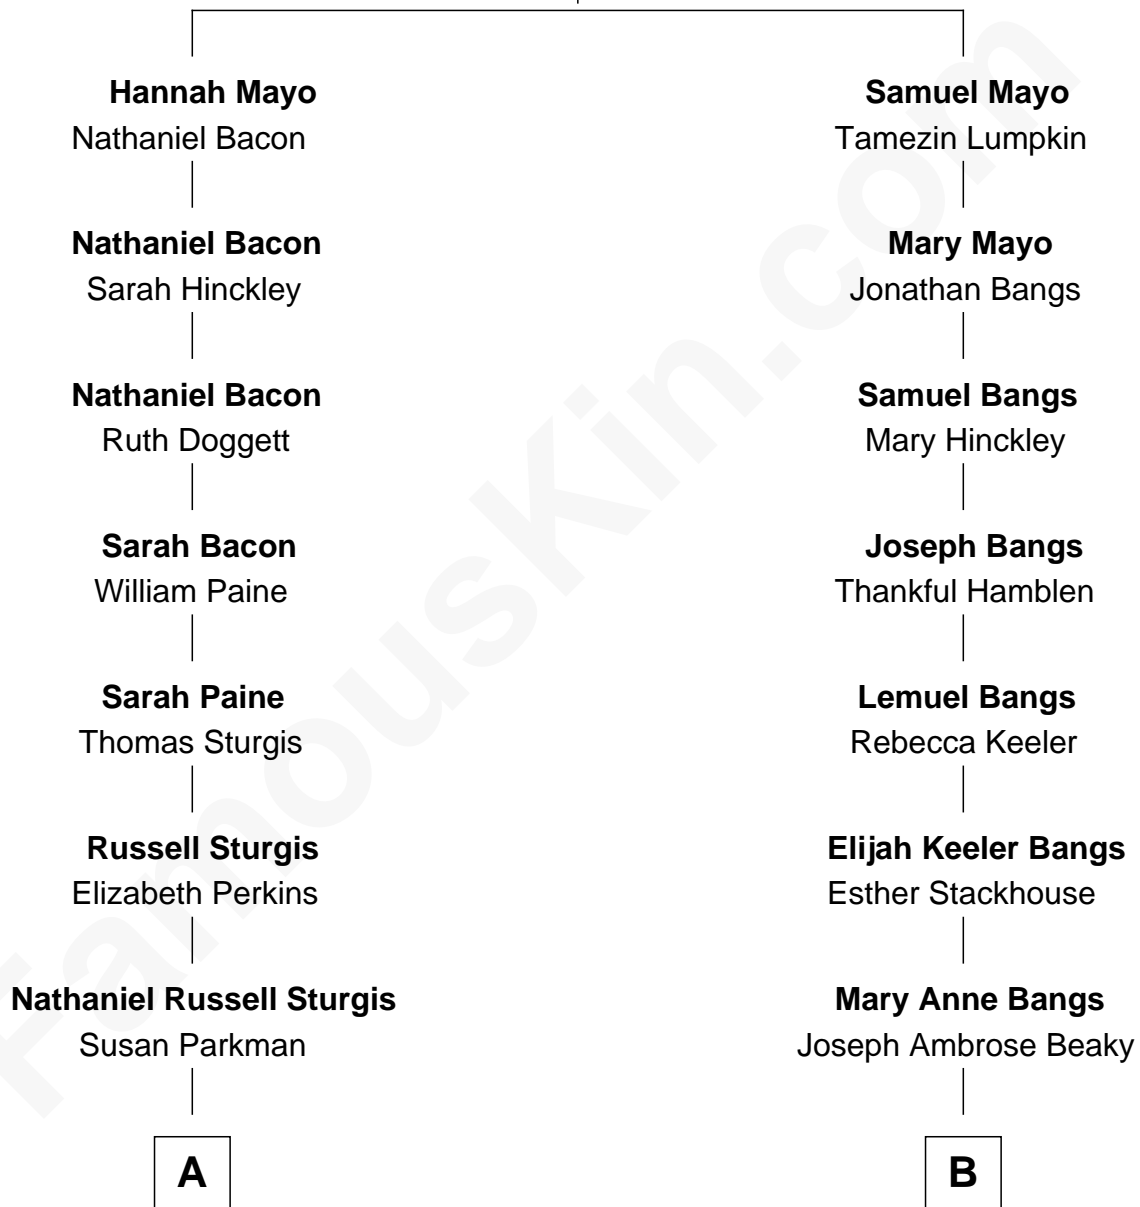 Hannah Mayo
Nathaniel Bacon
Nathaniel Bacon
Sarah Hinckley
Nathaniel Bacon
Ruth Doggett
Sarah Bacon
William Paine
Sarah Paine
Thomas Sturgis
Russell Sturgis
Elizabeth Perkins
Nathaniel Russell Sturgis
Susan Parkman
A
Samuel Mayo
Tamezin Lumpkin
Mary Mayo
Jonathan Bangs
Samuel Bangs
Mary Hinckley
Joseph Bangs
Thankful Hamblen
Lemuel Bangs
Rebecca Keeler
Elijah Keeler Bangs
Esther Stackhouse
Mary Anne Bangs
Joseph Ambrose Beaky
B
FamousKin.com